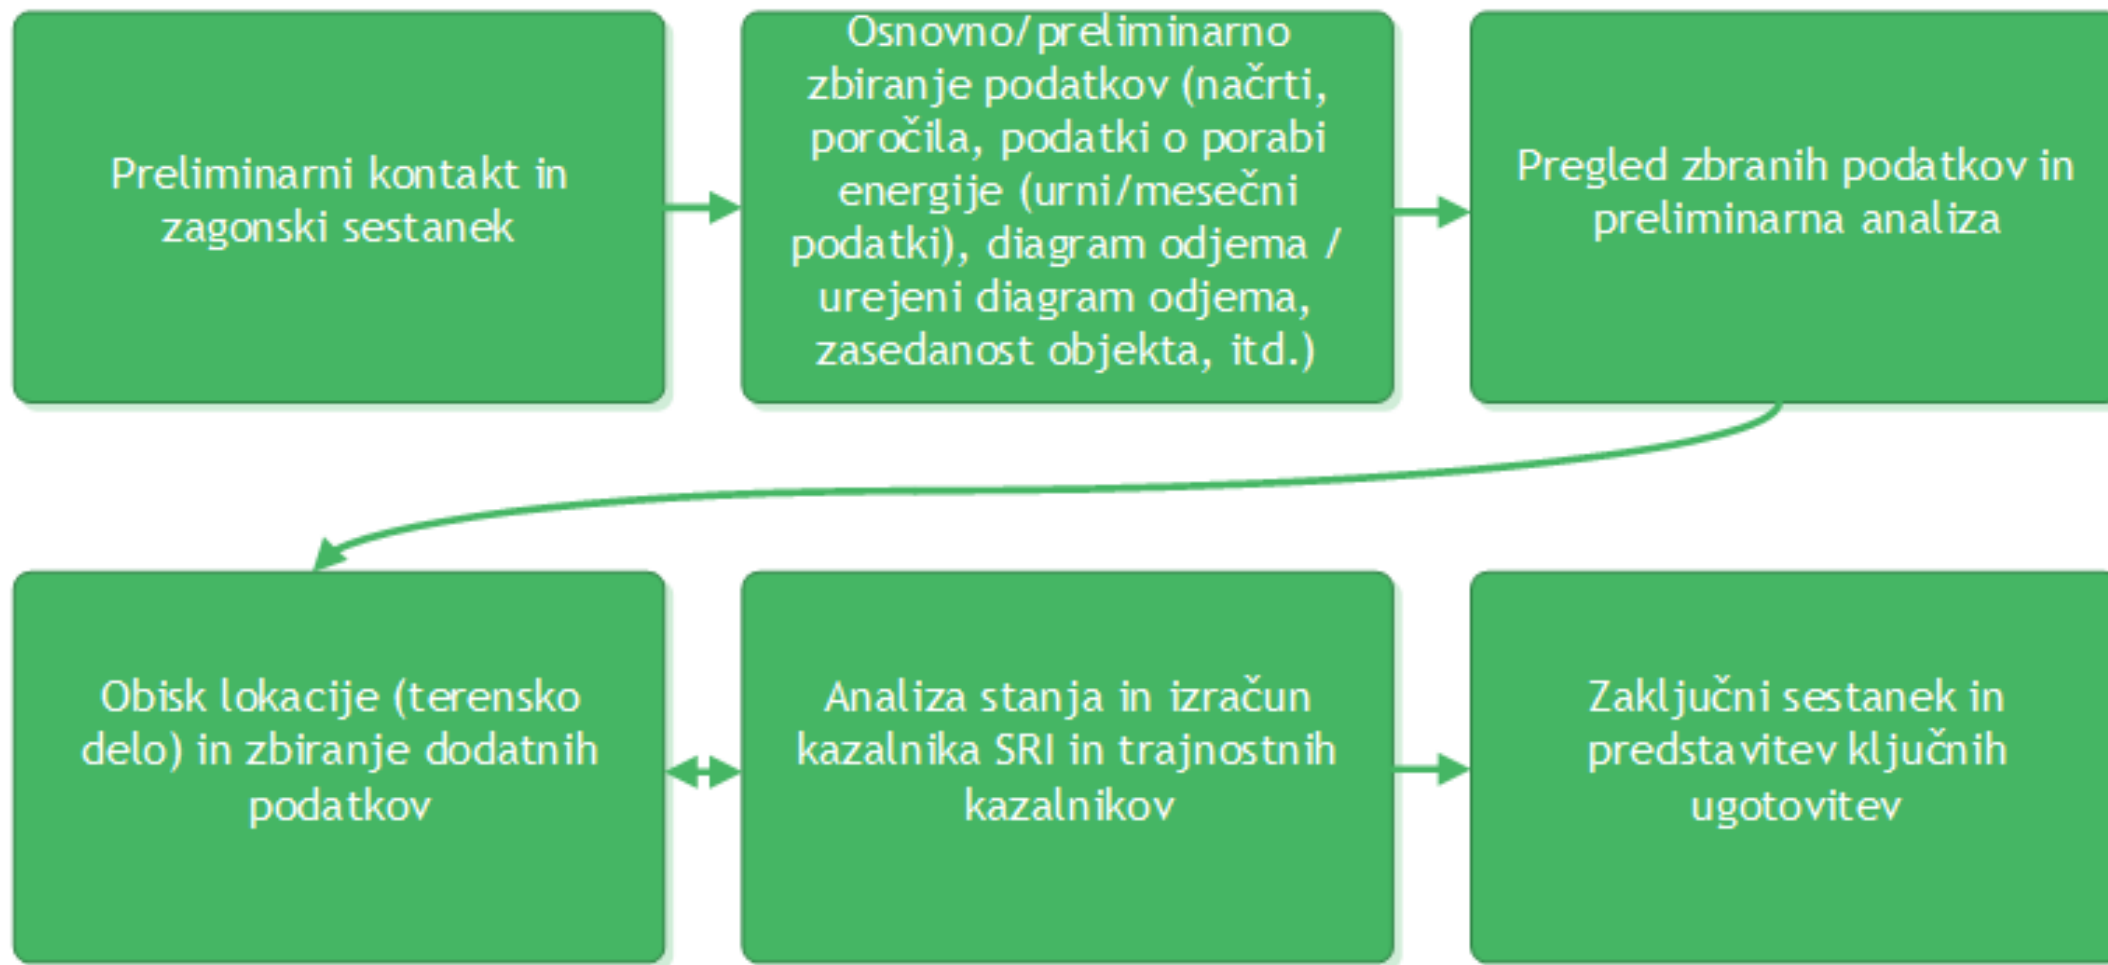 Preliminarni kontakt in
zagonski sestanek
Osnovno/preliminarno
zbiranje podatkov (načrti,
poročila, podatki o porabi
energije (urni/mesečni
podatki), diagram odjema /
urejeni diagram odjema,
zasedanost objekta, itd.)
Pregled zbranih podatkov in
preliminarna analiza
Obisk lokacije (terensko
delo) in zbiranje dodatnih
podatkov
Analiza stanja in izračun
kazalnika SRI in trajnostnih
kazalnikov
Zaključni sestanek in
predstavitev ključnih
ugotovitev